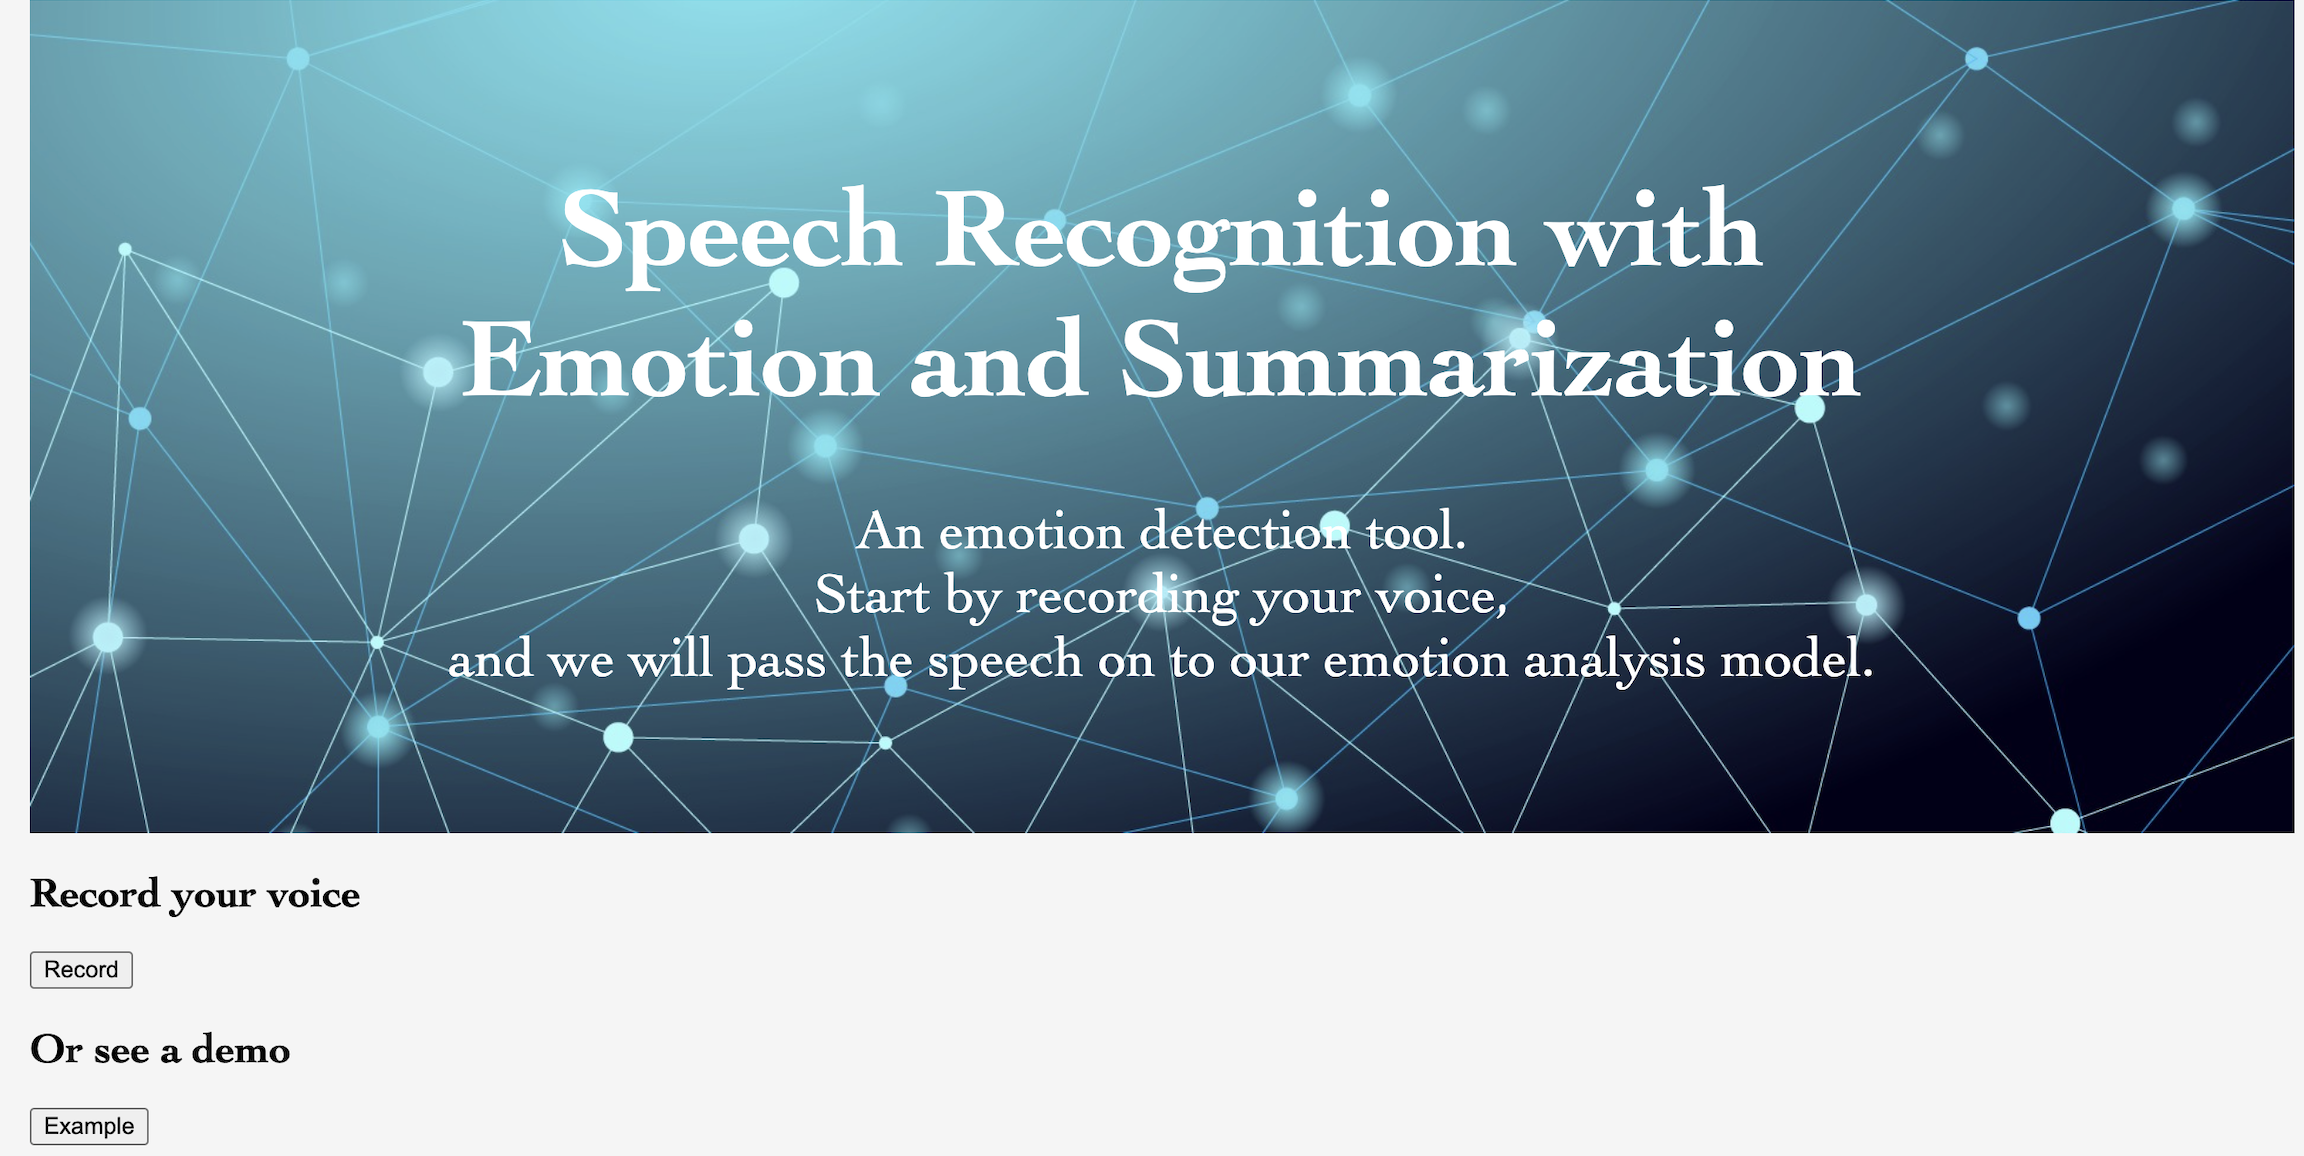 Speech Recognition with
Emotion and Summarization
An emotion detection tool.
Start by recording your voice,
and we will pass the speech on to our emotion analysis model.
Record your voice
Record
Or see a demo
Example